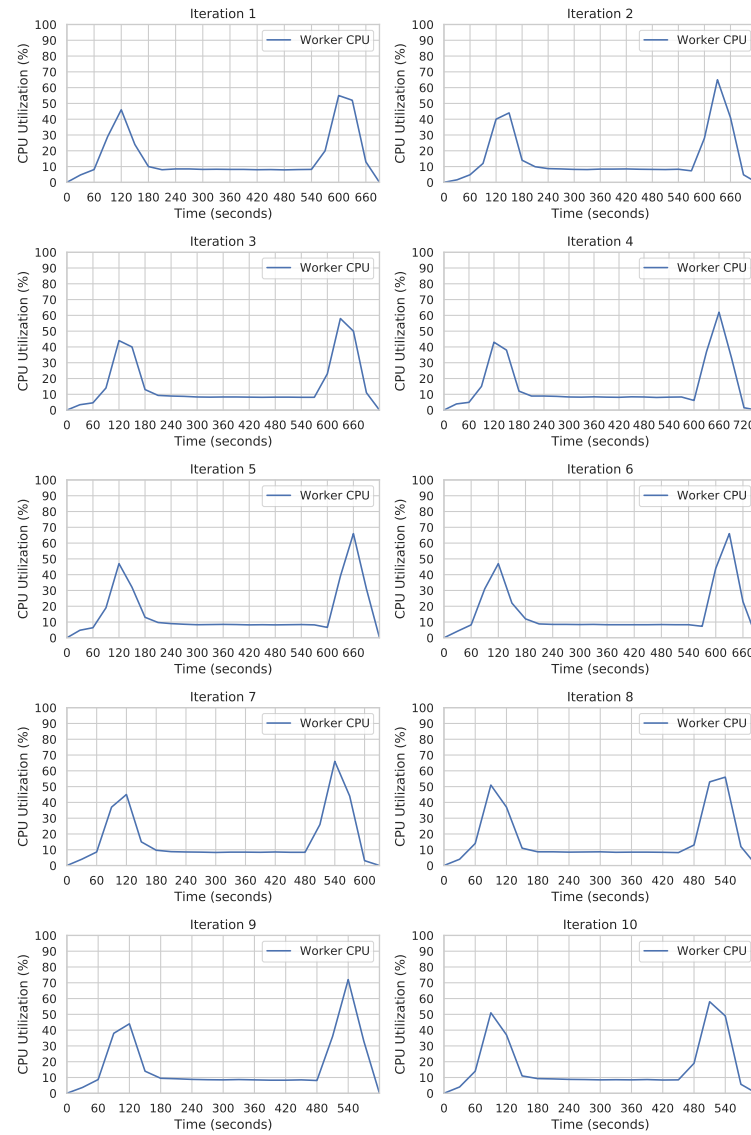 Iteration 1
100
90
80
70
60
50
40
30
20
10
0
CPU Utilization (%)
Worker CPU
0 60 120 180 240 300 360 420 480 540 600 660
Time (seconds)
Iteration 2
100
90
80
70
60
50
40
30
20
10
0
CPU Utilization (%)
Worker CPU
0 60 120 180 240 300 360 420 480 540 600 660
Time (seconds)
Iteration 3
100
90
80
70
60
50
40
30
20
10
0
CPU Utilization (%)
Worker CPU
0 60 120 180 240 300 360 420 480 540 600 660
Time (seconds)
Iteration 4
100
90
80
70
60
50
40
30
20
10
0
CPU Utilization (%)
Worker CPU
0 60 120 180 240 300 360 420 480 540 600 660 720
Time (seconds)
Iteration 5
100
90
80
70
60
50
40
30
20
10
0
CPU Utilization (%)
Worker CPU
0 60 120 180 240 300 360 420 480 540 600 660
Time (seconds)
Iteration 6
100
90
80
70
60
50
40
30
20
10
0
CPU Utilization (%)
Worker CPU
0 60 120 180 240 300 360 420 480 540 600 660
Time (seconds)
Iteration 7
100
90
80
70
60
50
40
30
20
10
0
CPU Utilization (%)
Worker CPU
0 60 120 180 240 300 360 420 480 540 600
Time (seconds)
Iteration 8
100
90
80
70
60
50
40
30
20
10
0
CPU Utilization (%)
Worker CPU
0 60 120 180 240 300 360 420 480 540
Time (seconds)
Iteration 9
100
90
80
70
60
50
40
30
20
10
0
CPU Utilization (%)
Worker CPU
0 60 120 180 240 300 360 420 480 540
Time (seconds)
Iteration 10
100
90
80
70
60
50
40
30
20
10
0
CPU Utilization (%)
Worker CPU
0 60 120 180 240 300 360 420 480 540
Time (seconds)